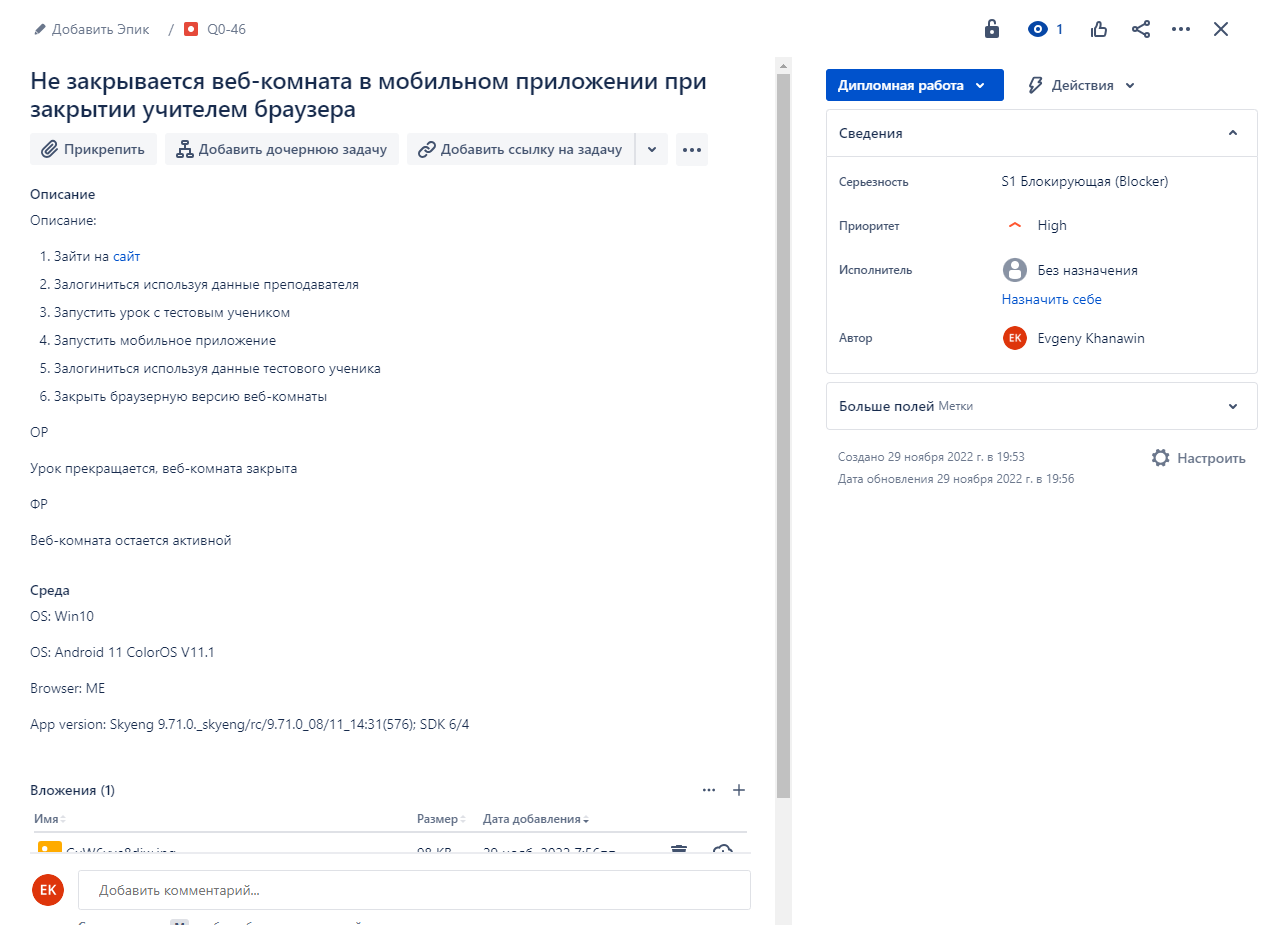 Добавить Эпик / Q0-46
1
Не закрывается веб-комната в мобильном приложении при
закрытии учителем браузера
Прикрепить Добавить дочернюю задачу Добавить ссылку на задачу
Описание
Описание:
1. Зайти на сайт
2. Залогиниться используя данные преподавателя
3. Запустить урок с тестовым учеником
4. Запустить мобильное приложение
5. Залогиниться используя данные тестового ученика
6. Закрыть браузерную версию веб-комнаты
ОР
Урок прекращается, веб-комната закрыта
ФР
Веб-комната остается активной
Среда
OS: Win10
OS: Android 11 ColorOS V11.1
Browser: ME
App version: Skyeng 9.71.0._skyeng/rc/9.71.0_08/11_14:31(576); SDK 6/4
Вложения (1)
Имя Размер Дата добавления
98 KB 29 нояб. 2022 7:56
EK Добавить комментарий...
Дипломная работа Действия
Сведения
Серьезность S1 Блокирующая (Blocker)
Приоритет High
Исполнитель Без назначения
Назначить себе
Автор EK Evgeny Khanawin
Больше полей Метки
Создано 29 ноября 2022 г. в 19:53 Настроить
Дата обновления 29 ноября 2022 г. в 19:56